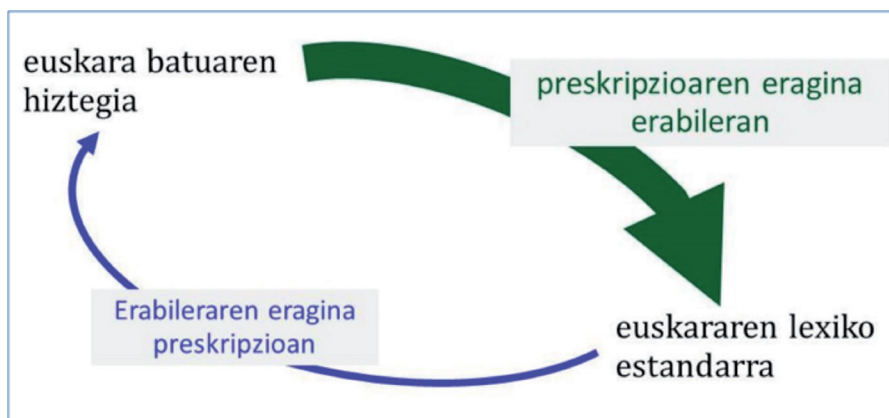 euskara batuaren
hiztegia
preskripzioaren eragina
erabileran
Erabileraren eragina
preskripzioan
euskararen lexiko
estandarra